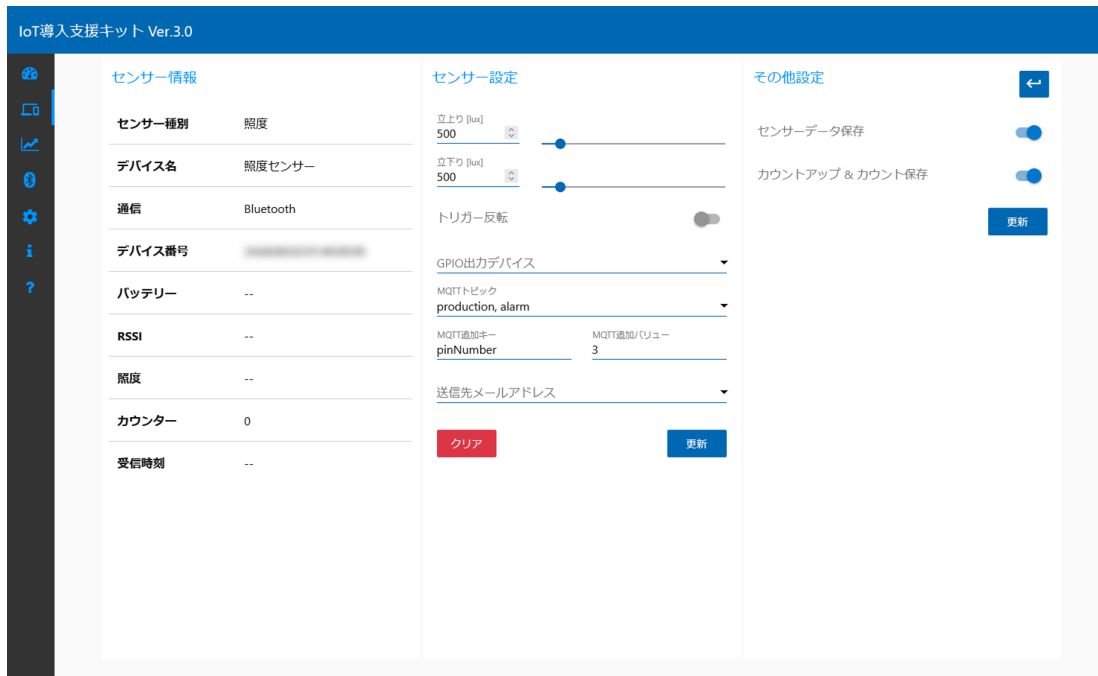 IoT導入支援キット Ver.3.0
センサー情報
センサー種別 照度
デバイス名 照度センサー
通信 Bluetooth
デバイス番号
バッテリー --
RSSI --
照度 --
カウンター 0
受信時刻 --
センサー設定
立上り [lux]
500
立下り [lux]
500
トリガー反転
GPIO出力デバイス
MQTTトピック
production, alarm
MQTT追加キー MQTT追加バリュー
pinNumber 3
送信先メールアドレス
クリア 更新
その他設定
センサーデータ保存
カウントアップ & カウント保存
更新